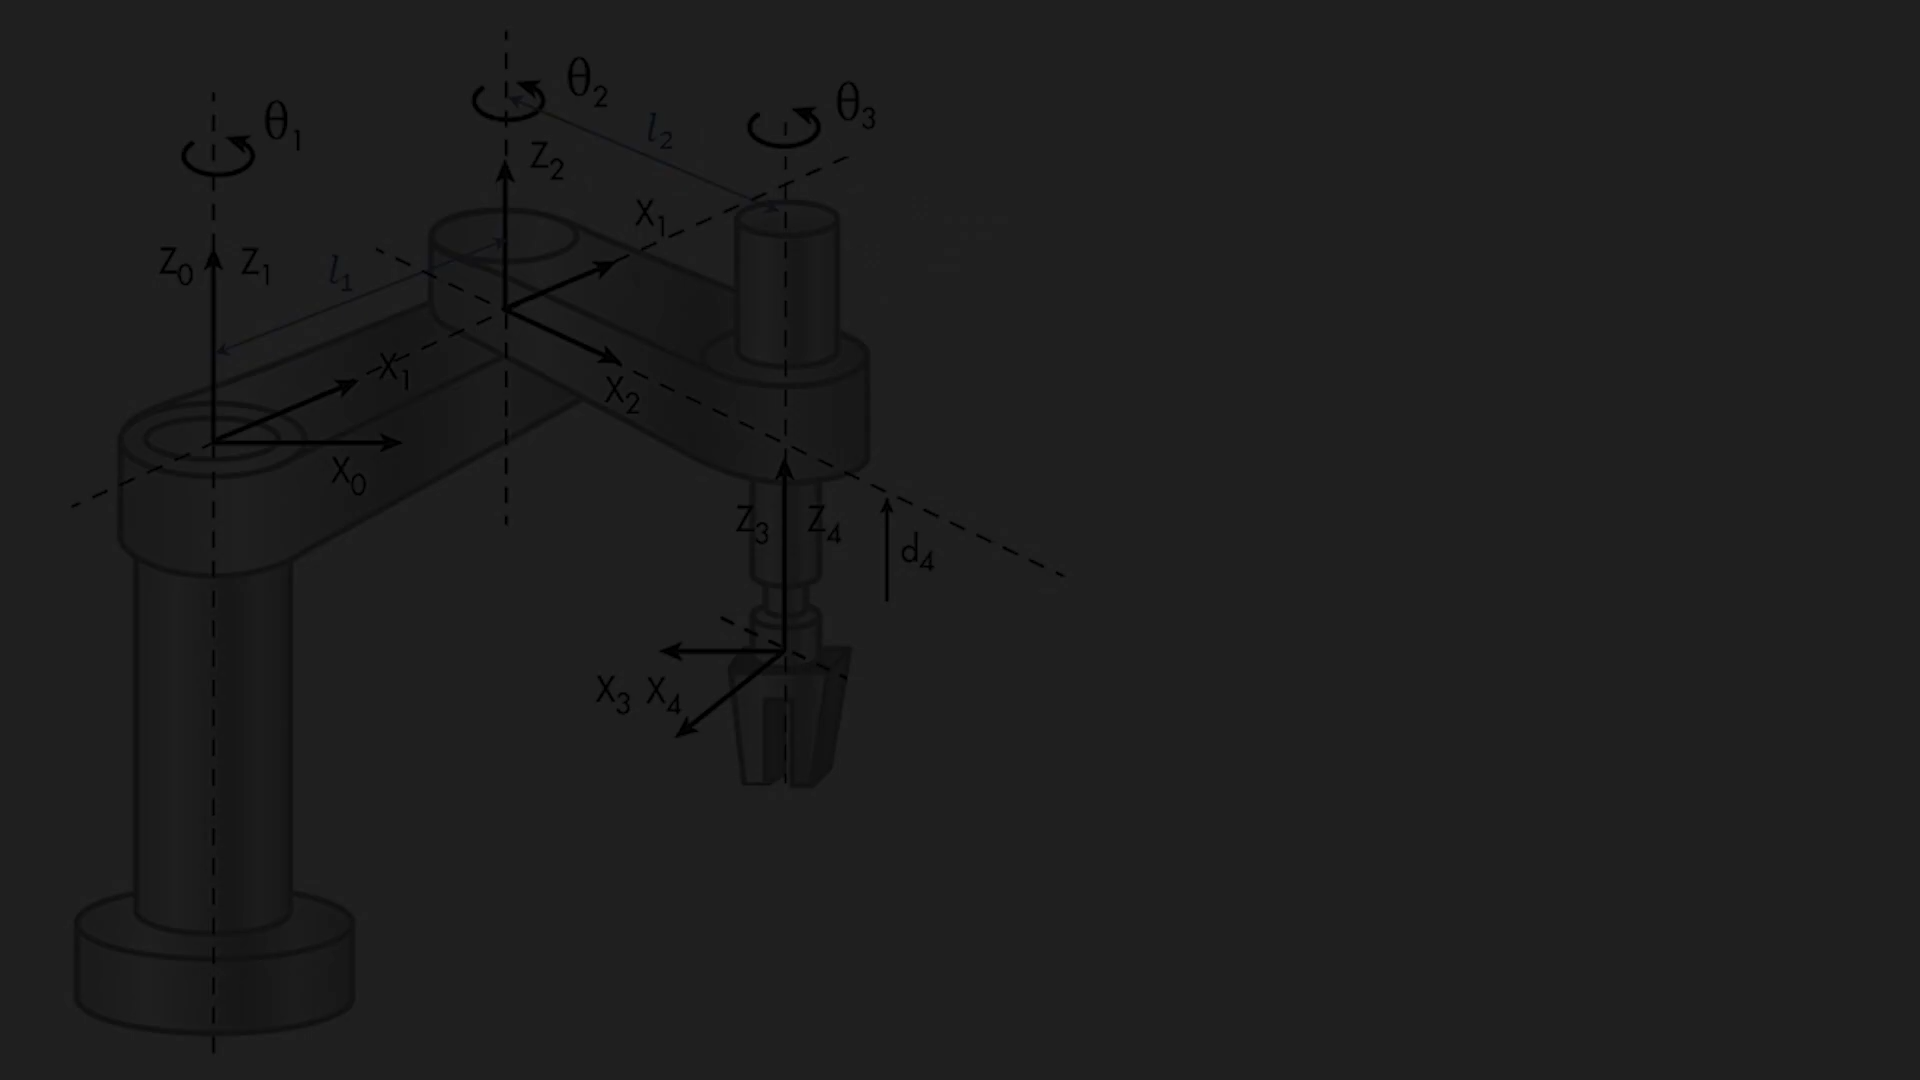 θ₂
θ₃
θ₁
l₂
Z₂
X₁
Z₀ Z₁
l₁
X₁
X₂
X₀
Z₃ Z₄
d₄
X₃ X₄